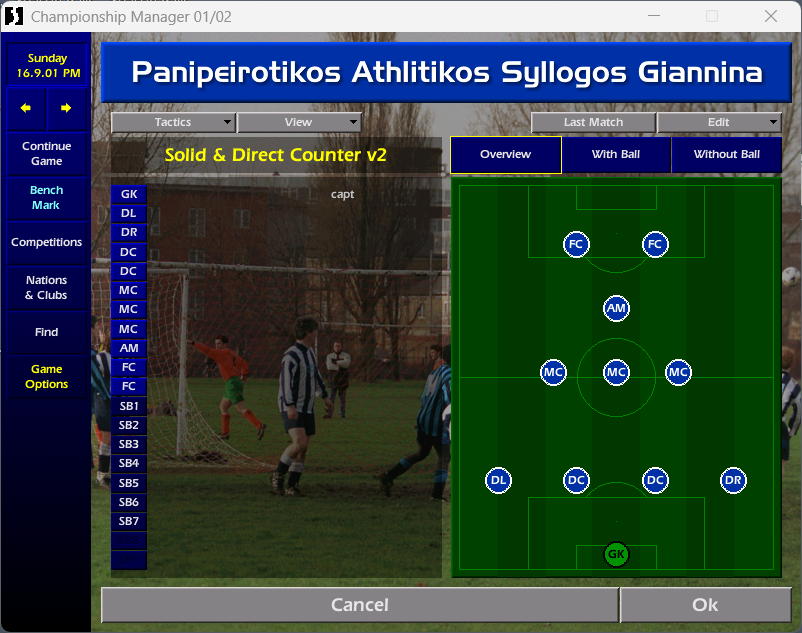 Championship Manager 01/02
Sunday
16.9.01 PM
Continue
Game
Bench
Mark
Competitions
Nations
& Clubs
Find
Game
Options
Panipeirotikos Athlitikos Syllogos Giannina
Tactics
View
Last Match
Edit
Solid & Direct Counter v2
Overview
With Ball
Without Ball
GK capt
DL
DR
DC
DC
MC
MC
MC
AM
FC
FC
SB1
SB2
SB3
SB4
SB5
SB6
SB7
FC FC
AM
MC MC MC
DL DC DC DR
GK
Cancel
Ok